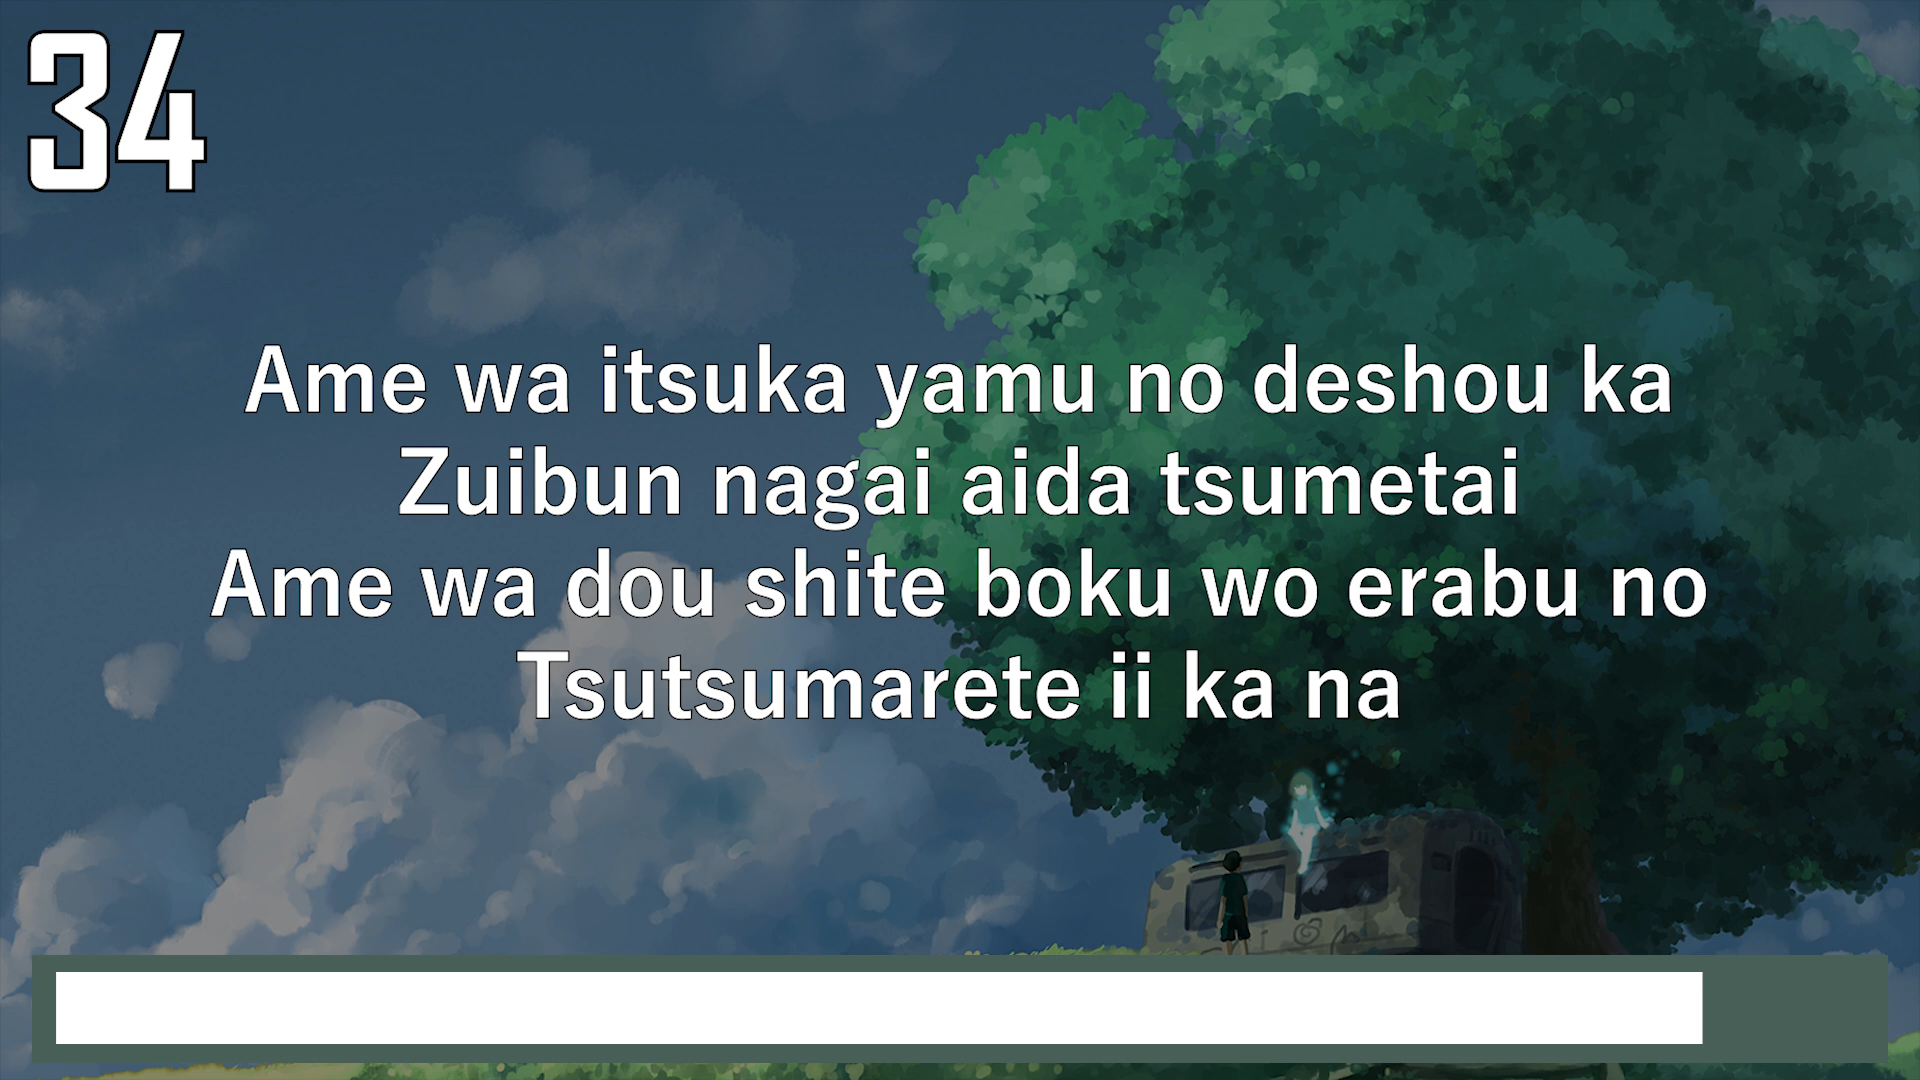 34
Ame wa itsuka yamu no deshou ka
Zuibun nagai aida tsumetai
Ame wa dou shite boku wo erabu no
Tsutsumarete ii ka na